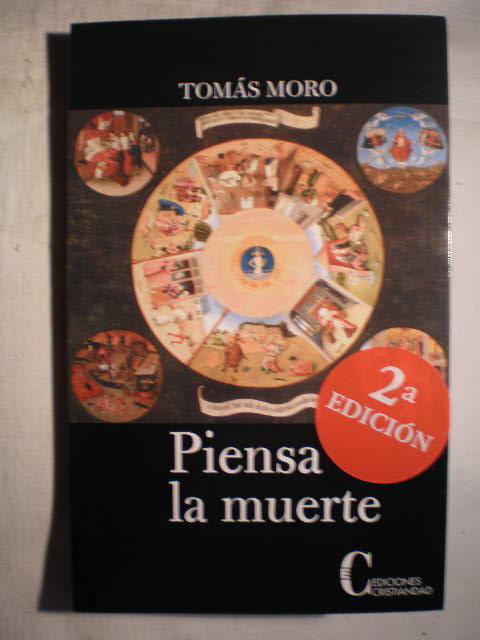 TOMÁS MORO
2a
EDICIÓN
Piensa
la muerte
C EDICIONES
CRISTIANDAD